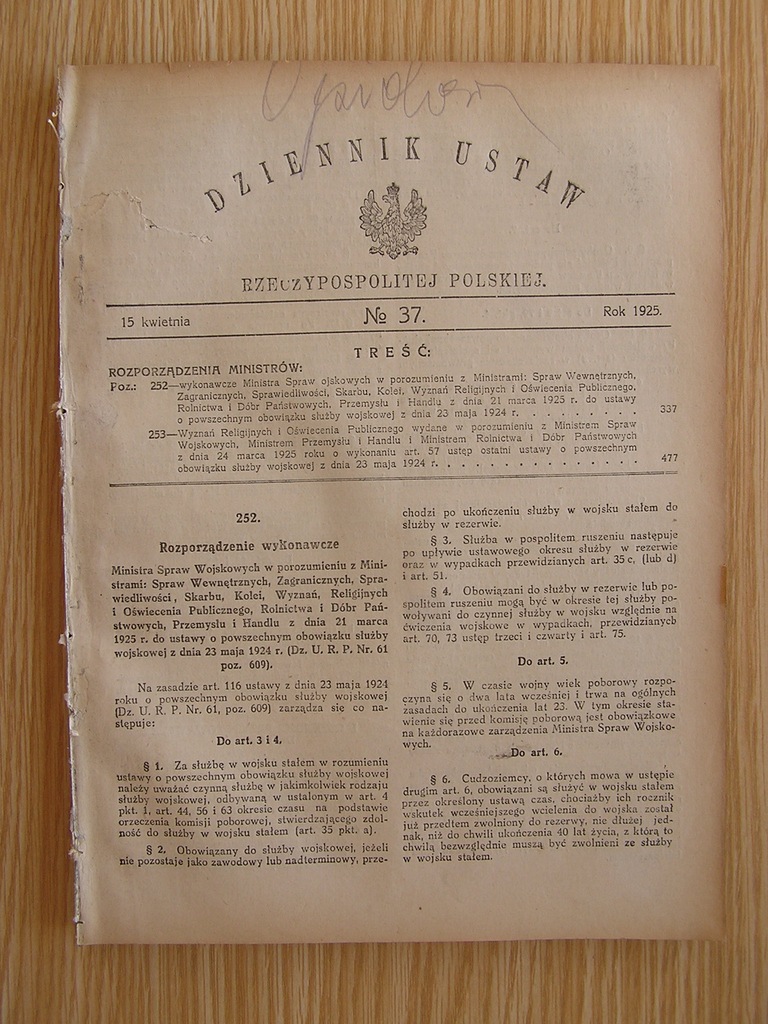 DZIENNIK USTAW
RZECZYPOSPOLITEJ POLSKIEJ.
15 kwietnia
№ 37.
Rok 1925.
TREŚĆ:
ROZPORZĄDZENIA MINISTRÓW:
Poz.: 252—wykonawcze Ministra Spraw ojskowych w porozumieniu z Ministrami: Spraw Wewnętrznych,
Zagranicznych, Sprawiedliwości, Skarbu, Kolei, Wyznań Religijnych i Oświecenia Publicznego,
Rolnictwa i Dóbr Państwowych, Przemysłu i Handlu z dnia 21 marca 1925 r. do ustawy
o powszechnym obowiązku służby wojskowej z dnia 23 maja 1924 r. . . . . . . . . 337
253—Wyznań Religijnych i Oświecenia Publicznego wydane w porozumieniu z Ministrem Spraw
Wojskowych, Ministrem Przemysłu i Handlu i Ministrem Rolnictwa i Dóbr Państwowych
z dnia 24 marca 1925 roku o wykonaniu art. 57 ustęp ostatni ustawy o powszechnym
obowiązku służby wojskowej z dnia 23 maja 1924 r. . . . . . . . . . . . . . . 477
252.
Rozporządzenie wykonawcze
Ministra Spraw Wojskowych w porozumieniu z Mini-
strami: Spraw Wewnętrznych, Zagranicznych, Spra-
wiedliwości, Skarbu, Kolei, Wyznań, Religijnych
i Oświecenia Publicznego, Rolnictwa i Dóbr Pań-
stwowych, Przemysłu i Handlu z dnia 21 marca
1925 r. do ustawy o powszechnym obowiązku służby
wojskowej z dnia 23 maja 1924 r. (Dz. U. R. P. Nr. 61
poz. 609).
Na zasadzie art. 116 ustawy z dnia 23 maja 1924
roku o powszechnym obowiązku służby wojskowej
(Dz. U. R. P. Nr. 61, poz. 609) zarządza się co na-
stępuje:
Do art. 3 i 4.
§ 1. Za służbę w wojsku stałem w rozumieniu
ustawy o powszechnym obowiązku służby wojskowej
należy uważać czynną służbę w jakimkolwiek rodzaju
służby wojskowej, odbywaną w ustalonym w art. 4
pkt. 1, art. 44, 56 i 63 okresie czasu na podstawie
orzeczenia komisji poborowej, stwierdzającego zdol-
ność do służby w wojsku stałem (art. 35 pkt. a).
§ 2. Obowiązany do służby wojskowej, jeżeli
nie pozostaje jako zawodowy lub nadterminowy, prze-
chodzi po ukończeniu służby w wojsku stałem do
służby w rezerwie.
§ 3. Służba w pospolitem ruszeniu następuje
po upływie ustawowego okresu służby w rezerwie
oraz w wypadkach przewidzianych art. 35 c, (lub d)
i art. 51.
§ 4. Obowiązani do służby w rezerwie lub po-
spolitem ruszeniu mogą być w okresie tej służby po-
woływani do czynnej służby w wojsku względnie na
ćwiczenia wojskowe w wypadkach, przewidzianych
art. 70, 73 ustęp trzeci i czwarty i art. 75.
Do art. 5.
§ 5. W czasie wojny wiek poborowy rozpo-
czyna się o dwa lata wcześniej i trwa na ogólnych
zasadach do ukończenia lat 23. W tym okresie sta-
wienie się przed komisję poborową jest obowiązkowe
na każdorazowe zarządzenia Ministra Spraw Wojsko-
wych.
Do art. 6.
§ 6. Cudzoziemcy, o których mowa w ustępie
drugim art. 6, obowiązani są służyć w wojsku stałem
przez określony ustawą czas, chociażby ich rocznik
wskutek wcześniejszego wcielenia do wojska został
już przedtem zwolniony do rezerwy, nie dłużej jed-
nak, niż do chwili ukończenia 40 lat życia, z którą to
chwilą bezwzględnie muszą być zwolnieni ze służby
w wojsku stałem.